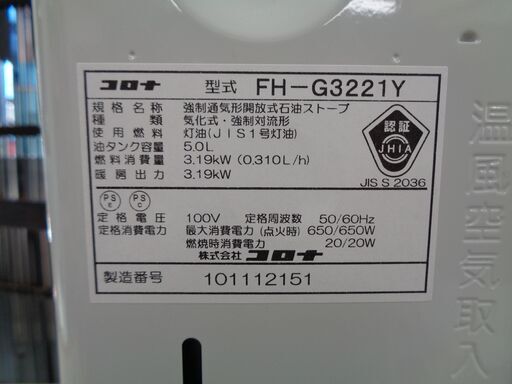 コロナ 型式 FH-G3221Y
規格名称 強制通気形開放式石油ストーブ
種類 気化式・強制対流形
使用燃料 灯油(JIS1号灯油)
油タンク容量 5.0L
燃料消費量 3.19kW(0.310L/h)
暖房出力 3.19kW
認証
JHIA
JIS S 2036
PS E
PS C
定格電圧 100V 定格周波数 50/60Hz
定格消費電力 最大消費電力(点火時) 650/650W
燃焼時消費電力 20/20W
株式会社 コロナ
製造番号 101112151
温風空気取入